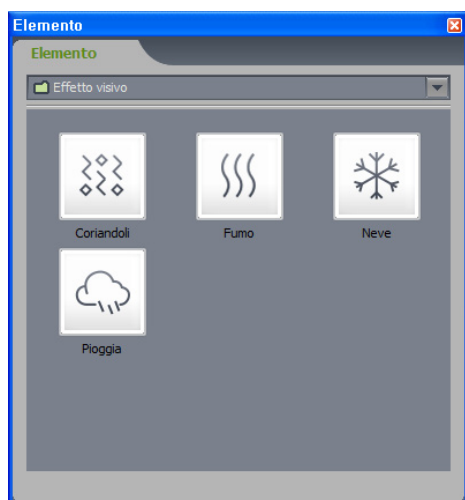 Elemento
Elemento
Effetto visivo
Coriandoli Fumo Neve
Pioggia